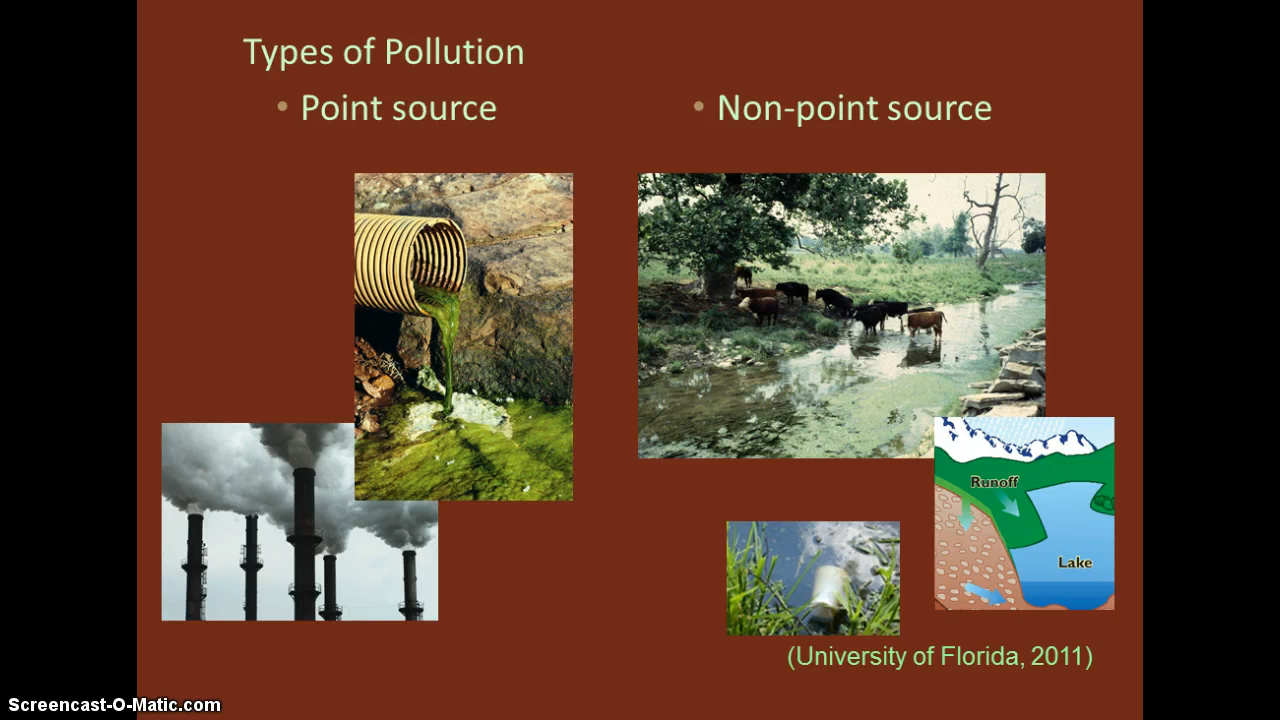 Types of Pollution
• Point source
• Non-point source
Runoff
Lake
(University of Florida, 2011)
Screencast-O-Matic.com